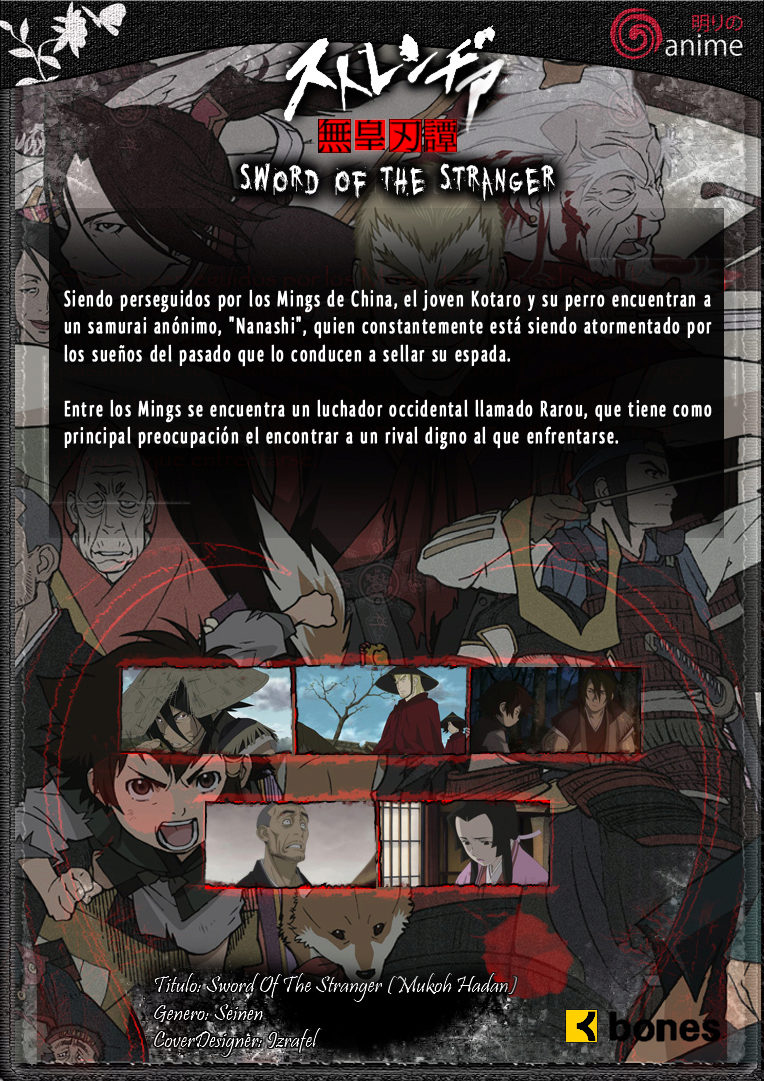 明りの
anime
ストレンヂア
無皇刃譚
SWORD OF THE STRANGER
Siendo perseguidos por los Mings de China, el joven Kotaro y su perro encuentran a
un samurai anónimo, "Nanashi", quien constantemente está siendo atormentado por
los sueños del pasado que lo conducen a sellar su espada.
Entre los Mings se encuentra un luchador occidental llamado Rarou, que tiene como
principal preocupación el encontrar a un rival digno al que enfrentarse.
Titulo: Sword Of The Stranger (Mukoh Hadan)
Genero: Seinen
CoverDesigner: Izrafel
bones